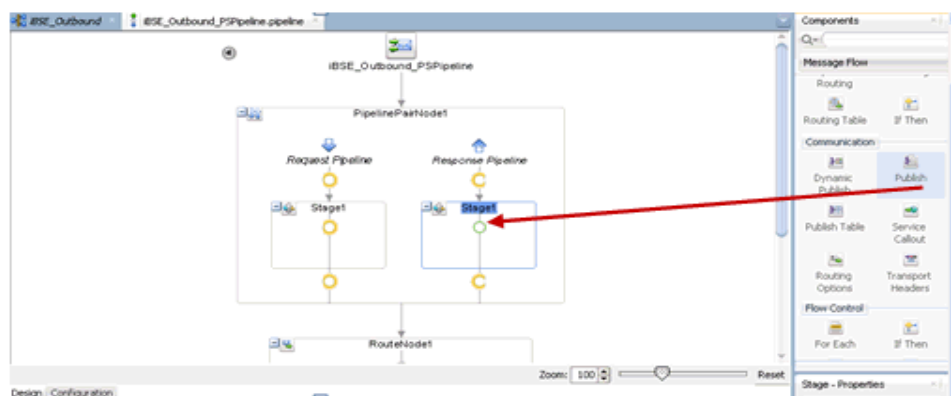 iBSE_Outbound
iBSE_Outbound_PSPipeline.pipeline
iBSE_Outbound_PSPipeline
PipelinePairNode1
Request Pipeline
Response Pipeline
Stage1
Stage1
RouteNode1
Zoom: 100
Reset
Design Configuration
Components
Message Flow
Routing
Routing Table
If Then
Communication
Dynamic
Publish
Publish
Publish Table
Service
Callout
Routing
Options
Transport
Headers
Flow Control
For Each
If Then
Stage - Properties